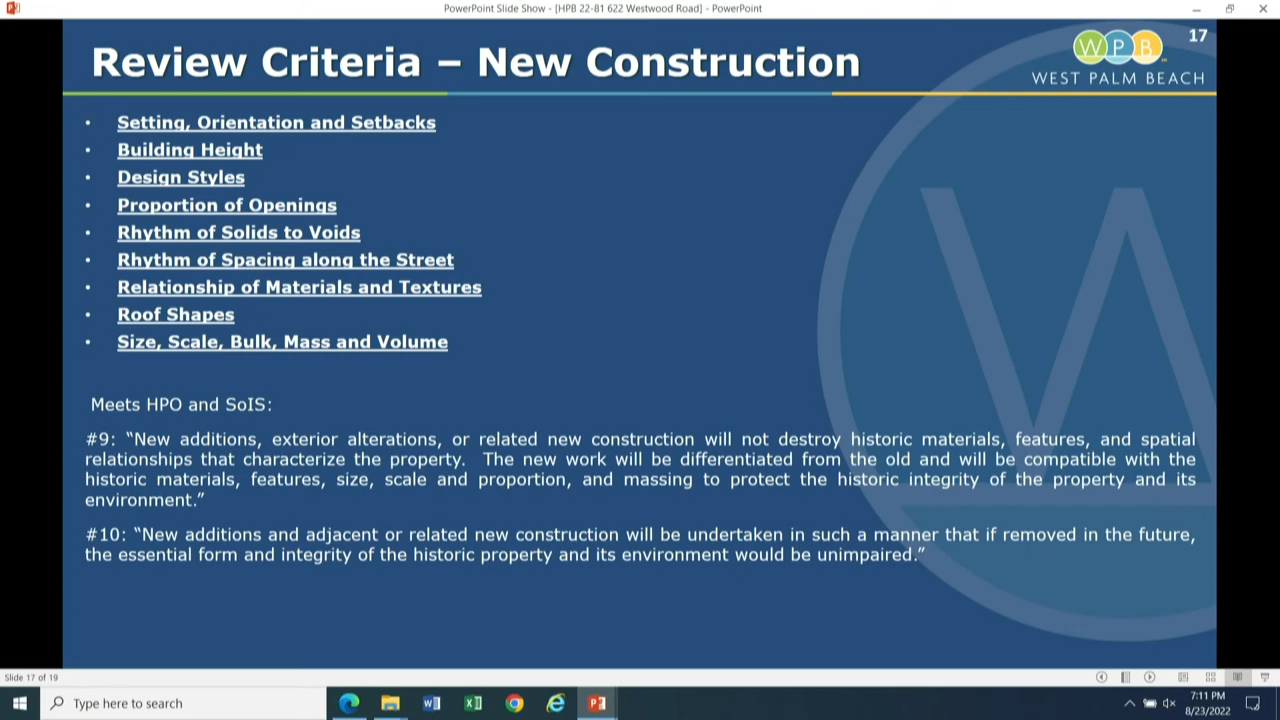 PowerPoint Slide Show - [HPB 22-81 622 Westwood Road] - PowerPoint
Review Criteria – New Construction
WPB
17
WEST PALM BEACH
• Setting, Orientation and Setbacks
• Building Height
• Design Styles
• Proportion of Openings
• Rhythm of Solids to Voids
• Rhythm of Spacing along the Street
• Relationship of Materials and Textures
• Roof Shapes
• Size, Scale, Bulk, Mass and Volume
Meets HPO and SoIS:
#9: “New additions, exterior alterations, or related new construction will not destroy historic materials, features, and spatial
relationships that characterize the property. The new work will be differentiated from the old and will be compatible with the
historic materials, features, size, scale and proportion, and massing to protect the historic integrity of the property and its
environment.”
#10: “New additions and adjacent or related new construction will be undertaken in such a manner that if removed in the future,
the essential form and integrity of the historic property and its environment would be unimpaired.”
Slide 17 of 19
Type here to search
7:11 PM
8/23/2022